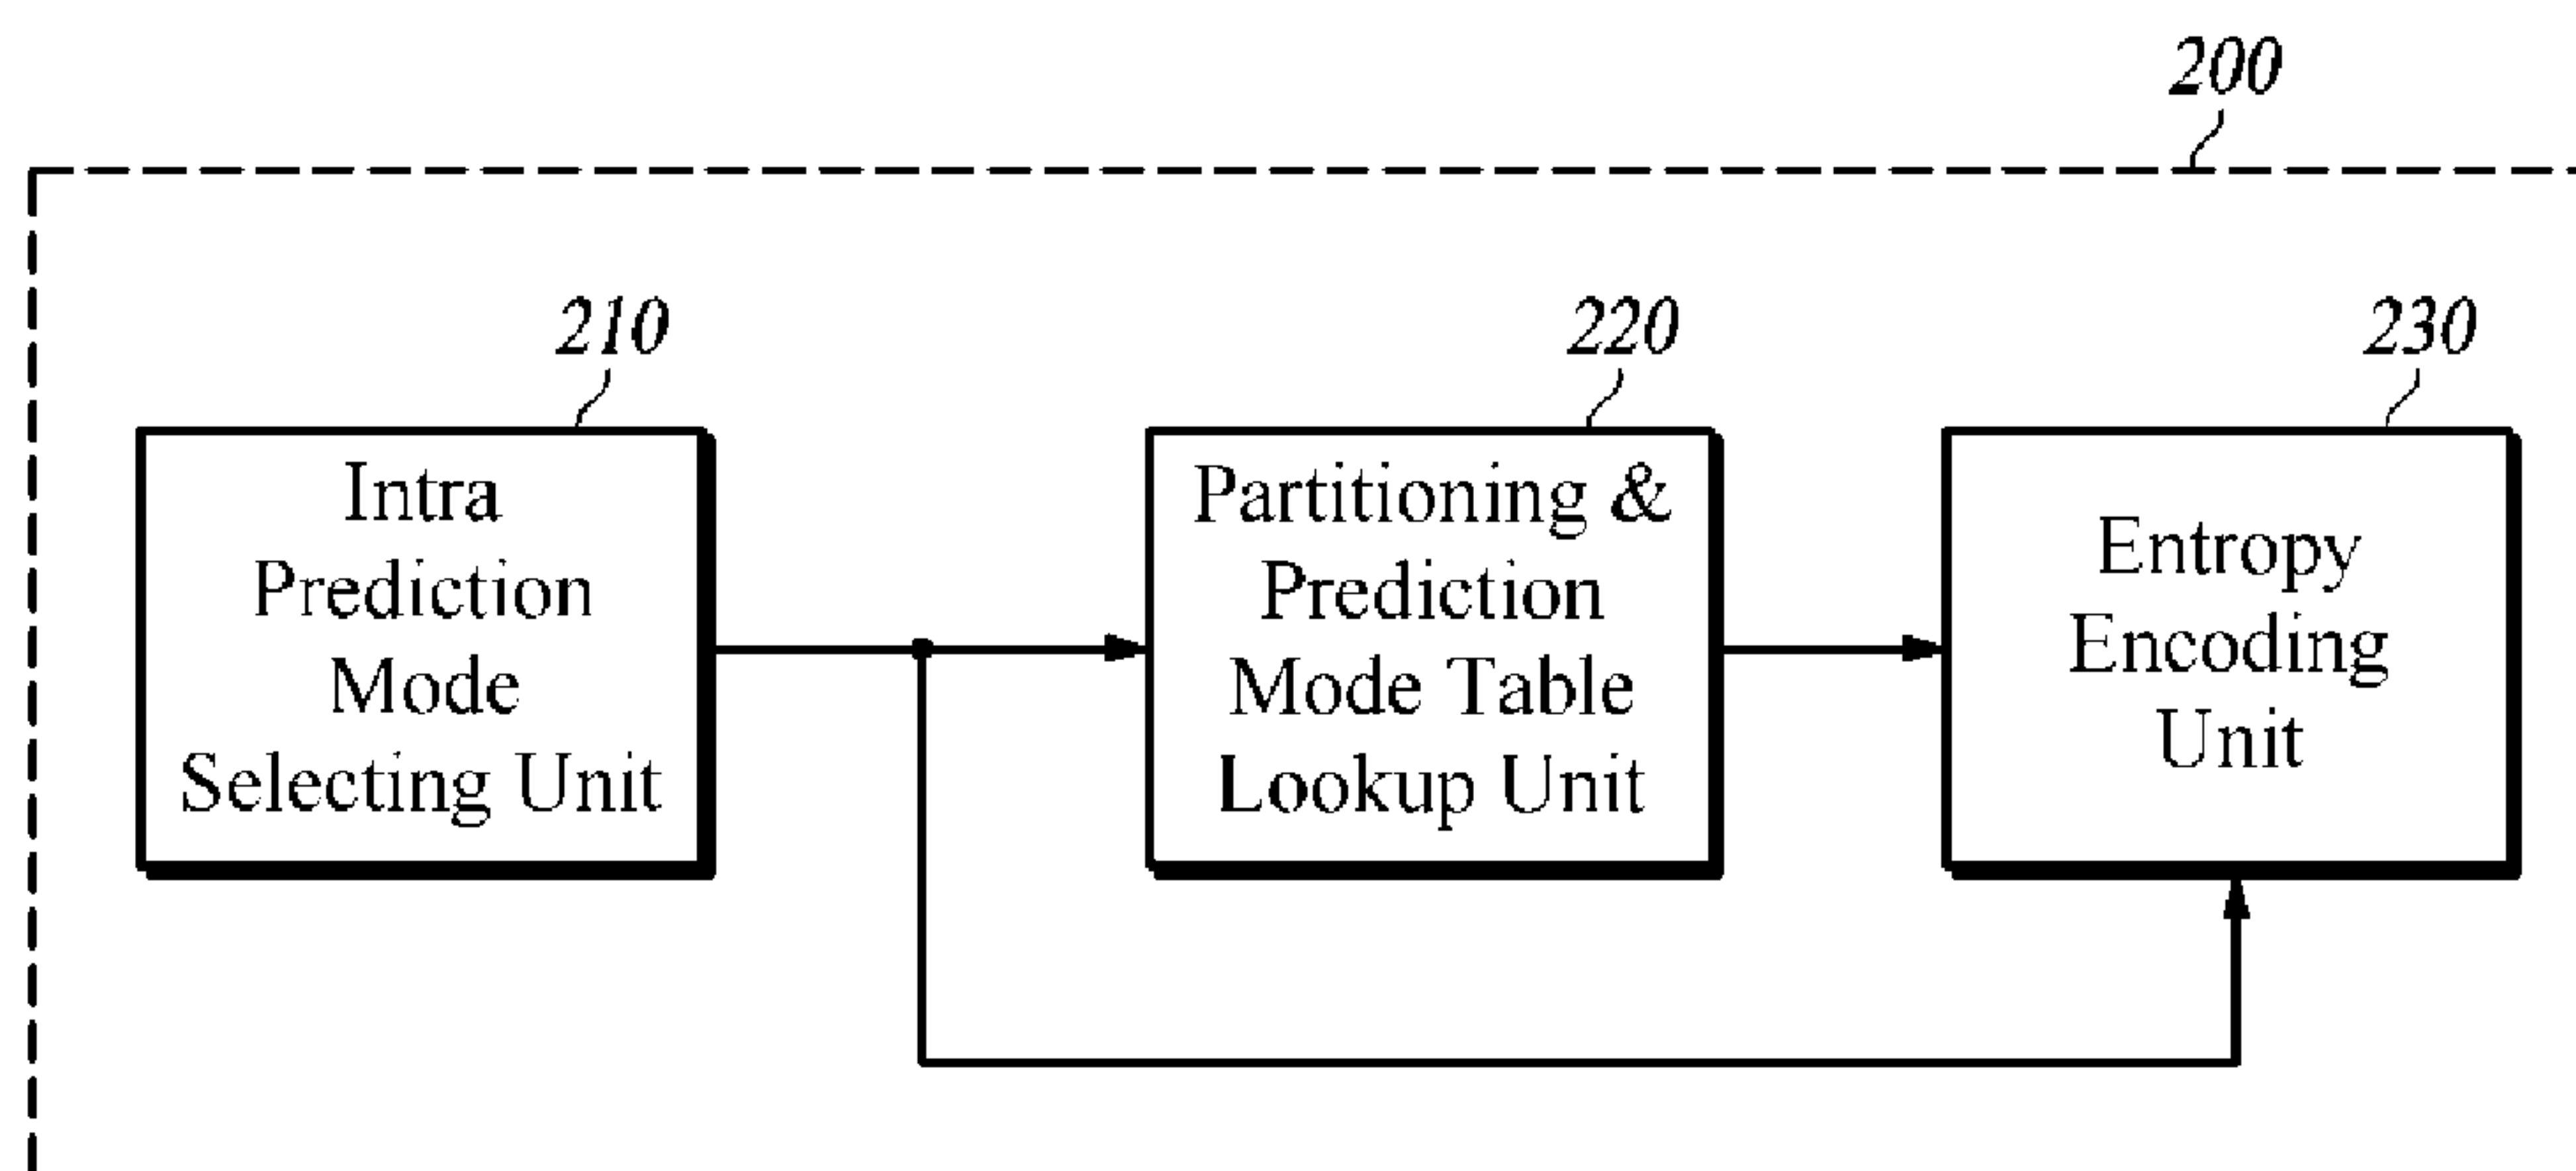 200
210
220
230
Intra
Prediction
Mode
Selecting Unit
Partitioning &
Prediction
Mode Table
Lookup Unit
Entropy
Encoding
Unit